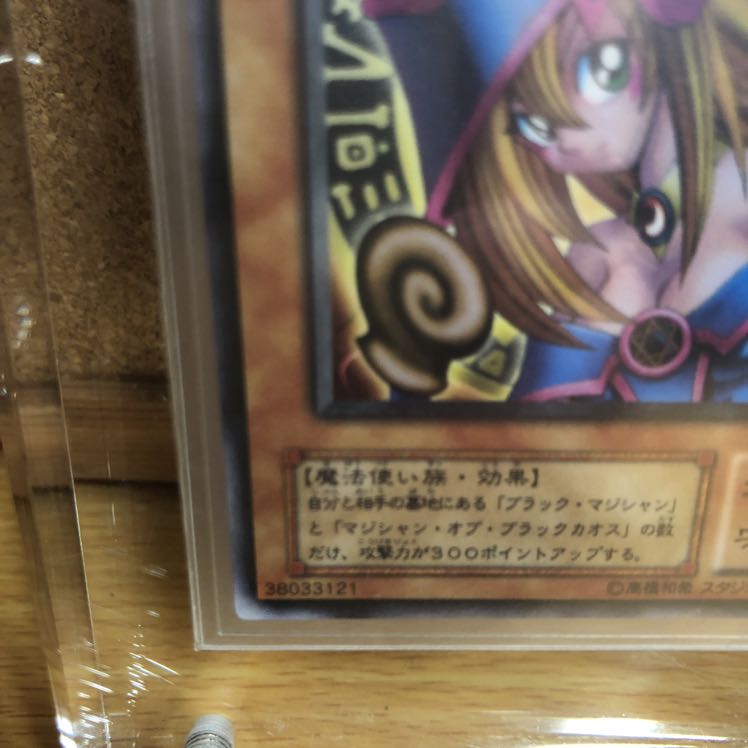 【魔法使い族・効果】
自分と相手の墓地にある「ブラック・マジシャン」
と「マジシャン・オブ・ブラックカオス」の数
だけ、攻撃力が300ポイントアップする。
38033121
©高橋和希 スタジ